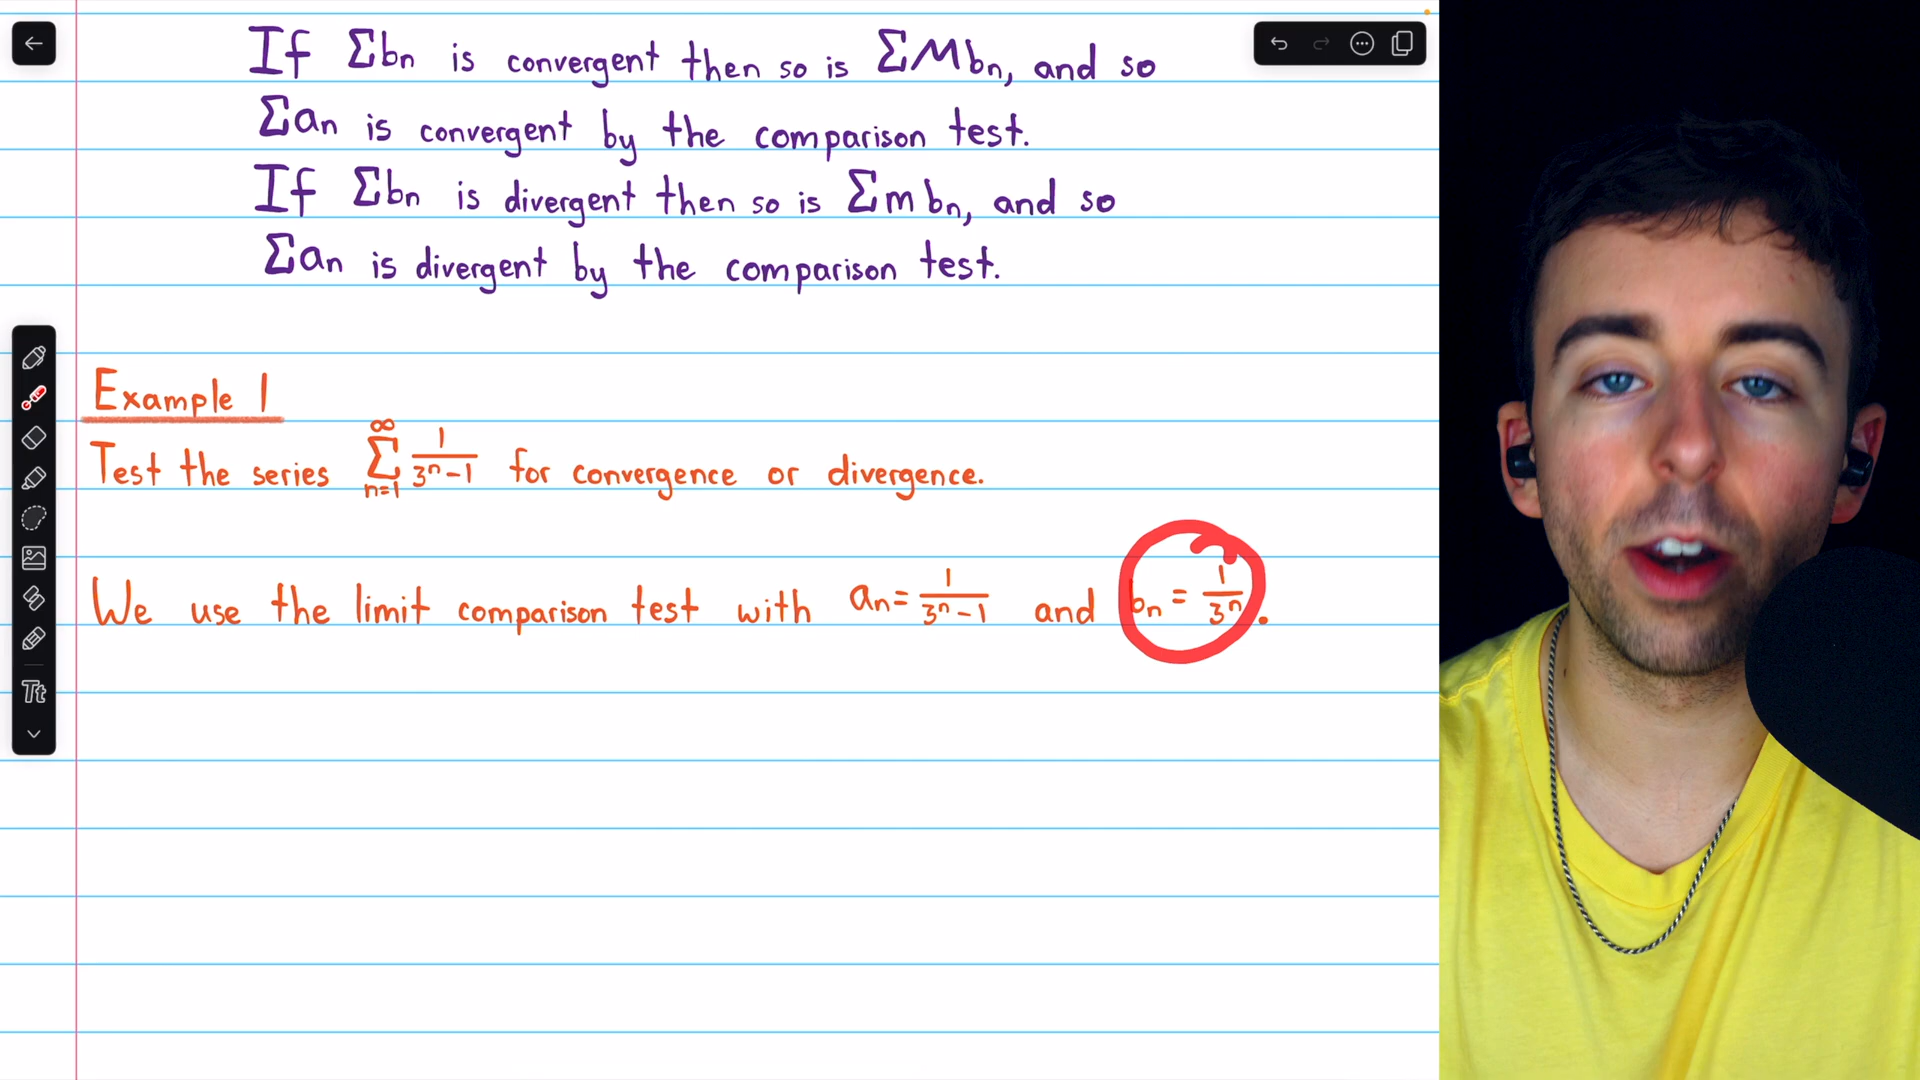 If Σbn is convergent then so is ΣMbn, and so
Σan is convergent by the comparison test.
If Σbn is divergent then so is Σmbn, and so
Σan is divergent by the comparison test.
Example 1
Test the series ∞Σn=1 1/(3ⁿ-1) for convergence or divergence.
We use the limit comparison test with an = 1/(3ⁿ-1) and bn = 1/3ⁿ.
Tt